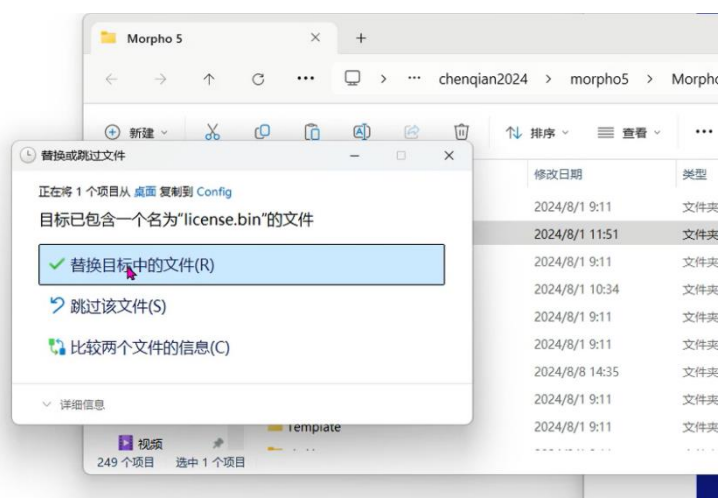 Morpho 5
chenqian2024 > morpho5 > Morpho
新建
排序
查看
替换或跳过文件
正在将 1 个项目从 桌面 复制到 Config
目标已包含一个名为“license.bin”的文件
替换目标中的文件(R)
跳过该文件(S)
比较两个文件的信息(C)
详细信息
修改日期 类型
2024/8/1 9:11 文件夹
2024/8/1 11:51 文件夹
2024/8/1 9:11 文件夹
2024/8/1 10:34 文件夹
2024/8/1 9:11 文件夹
2024/8/1 9:11 文件夹
2024/8/8 14:35 文件夹
2024/8/1 9:11 文件夹
Template 2024/8/1 9:11 文件夹
视频
249 个项目 选中 1 个项目